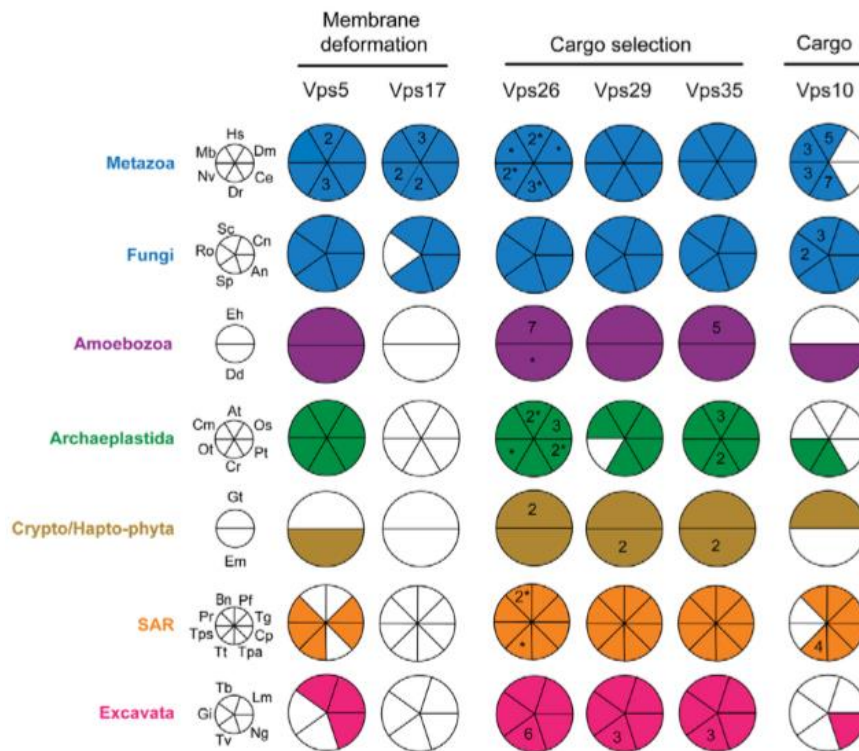 Membrane
deformation Cargo selection Cargo
Vps5 Vps17 Vps26 Vps29 Vps35 Vps10
Metazoa Hs Dm Ce Dr Nv Mb 2 3 3 2 2 2* * * 2* 3* 5 3 3 7
Fungi Sc Cn An Sp Ro 3 2
Amoebozoa Eh Dd 7 * 5
Archaeplastida At Os Pt Cr Ot Cm 2* 3 2* * 3 2
Crypto/Hapto-phyta Gt Em 2 2 2
SAR Bn Pf Tg Cp Tpa Tt Tps Pr 2* * 4
Excavata Tb Lm Ng Tv Gi 6 3 3